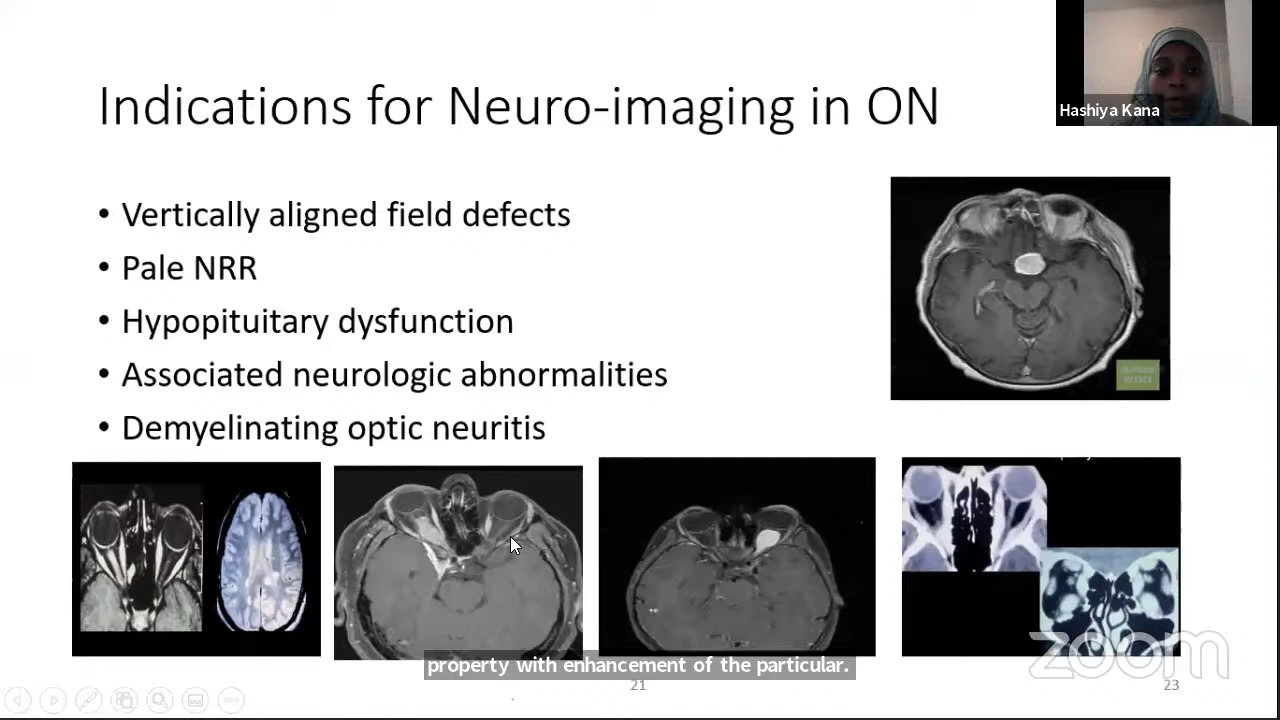 Indications for Neuro-imaging in ON
Hashiya Kana
• Vertically aligned field defects
• Pale NRR
• Hypopituitary dysfunction
• Associated neurologic abnormalities
• Demyelinating optic neuritis
zoom
property with enhancement of the particular.
21
23